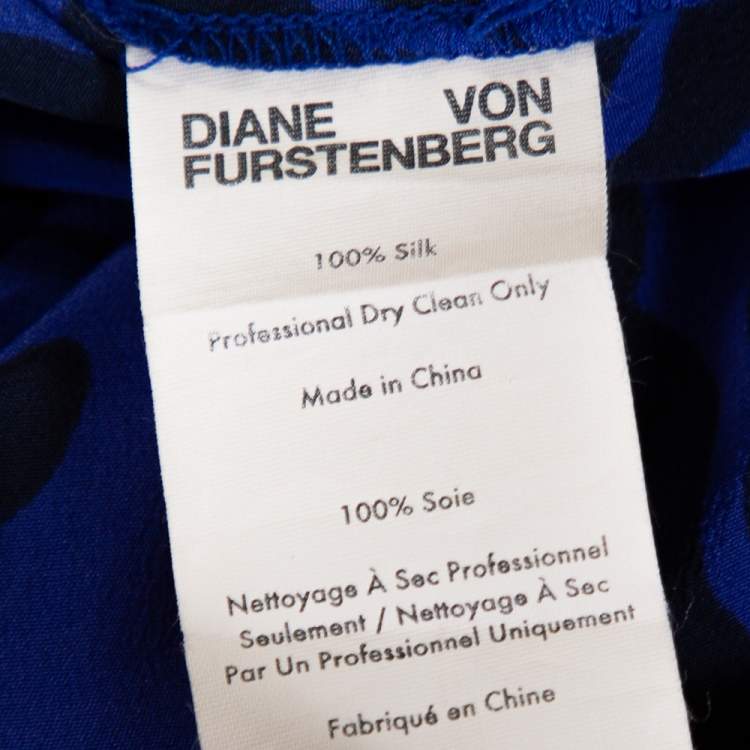 DIANE VON
FURSTENBERG
100% Silk
Professional Dry Clean Only
Made in China
100% Soie
Nettoyage À Sec Professionnel
Seulement / Nettoyage À Sec
Par Un Professionnel Uniquement
Fabriqué en Chine